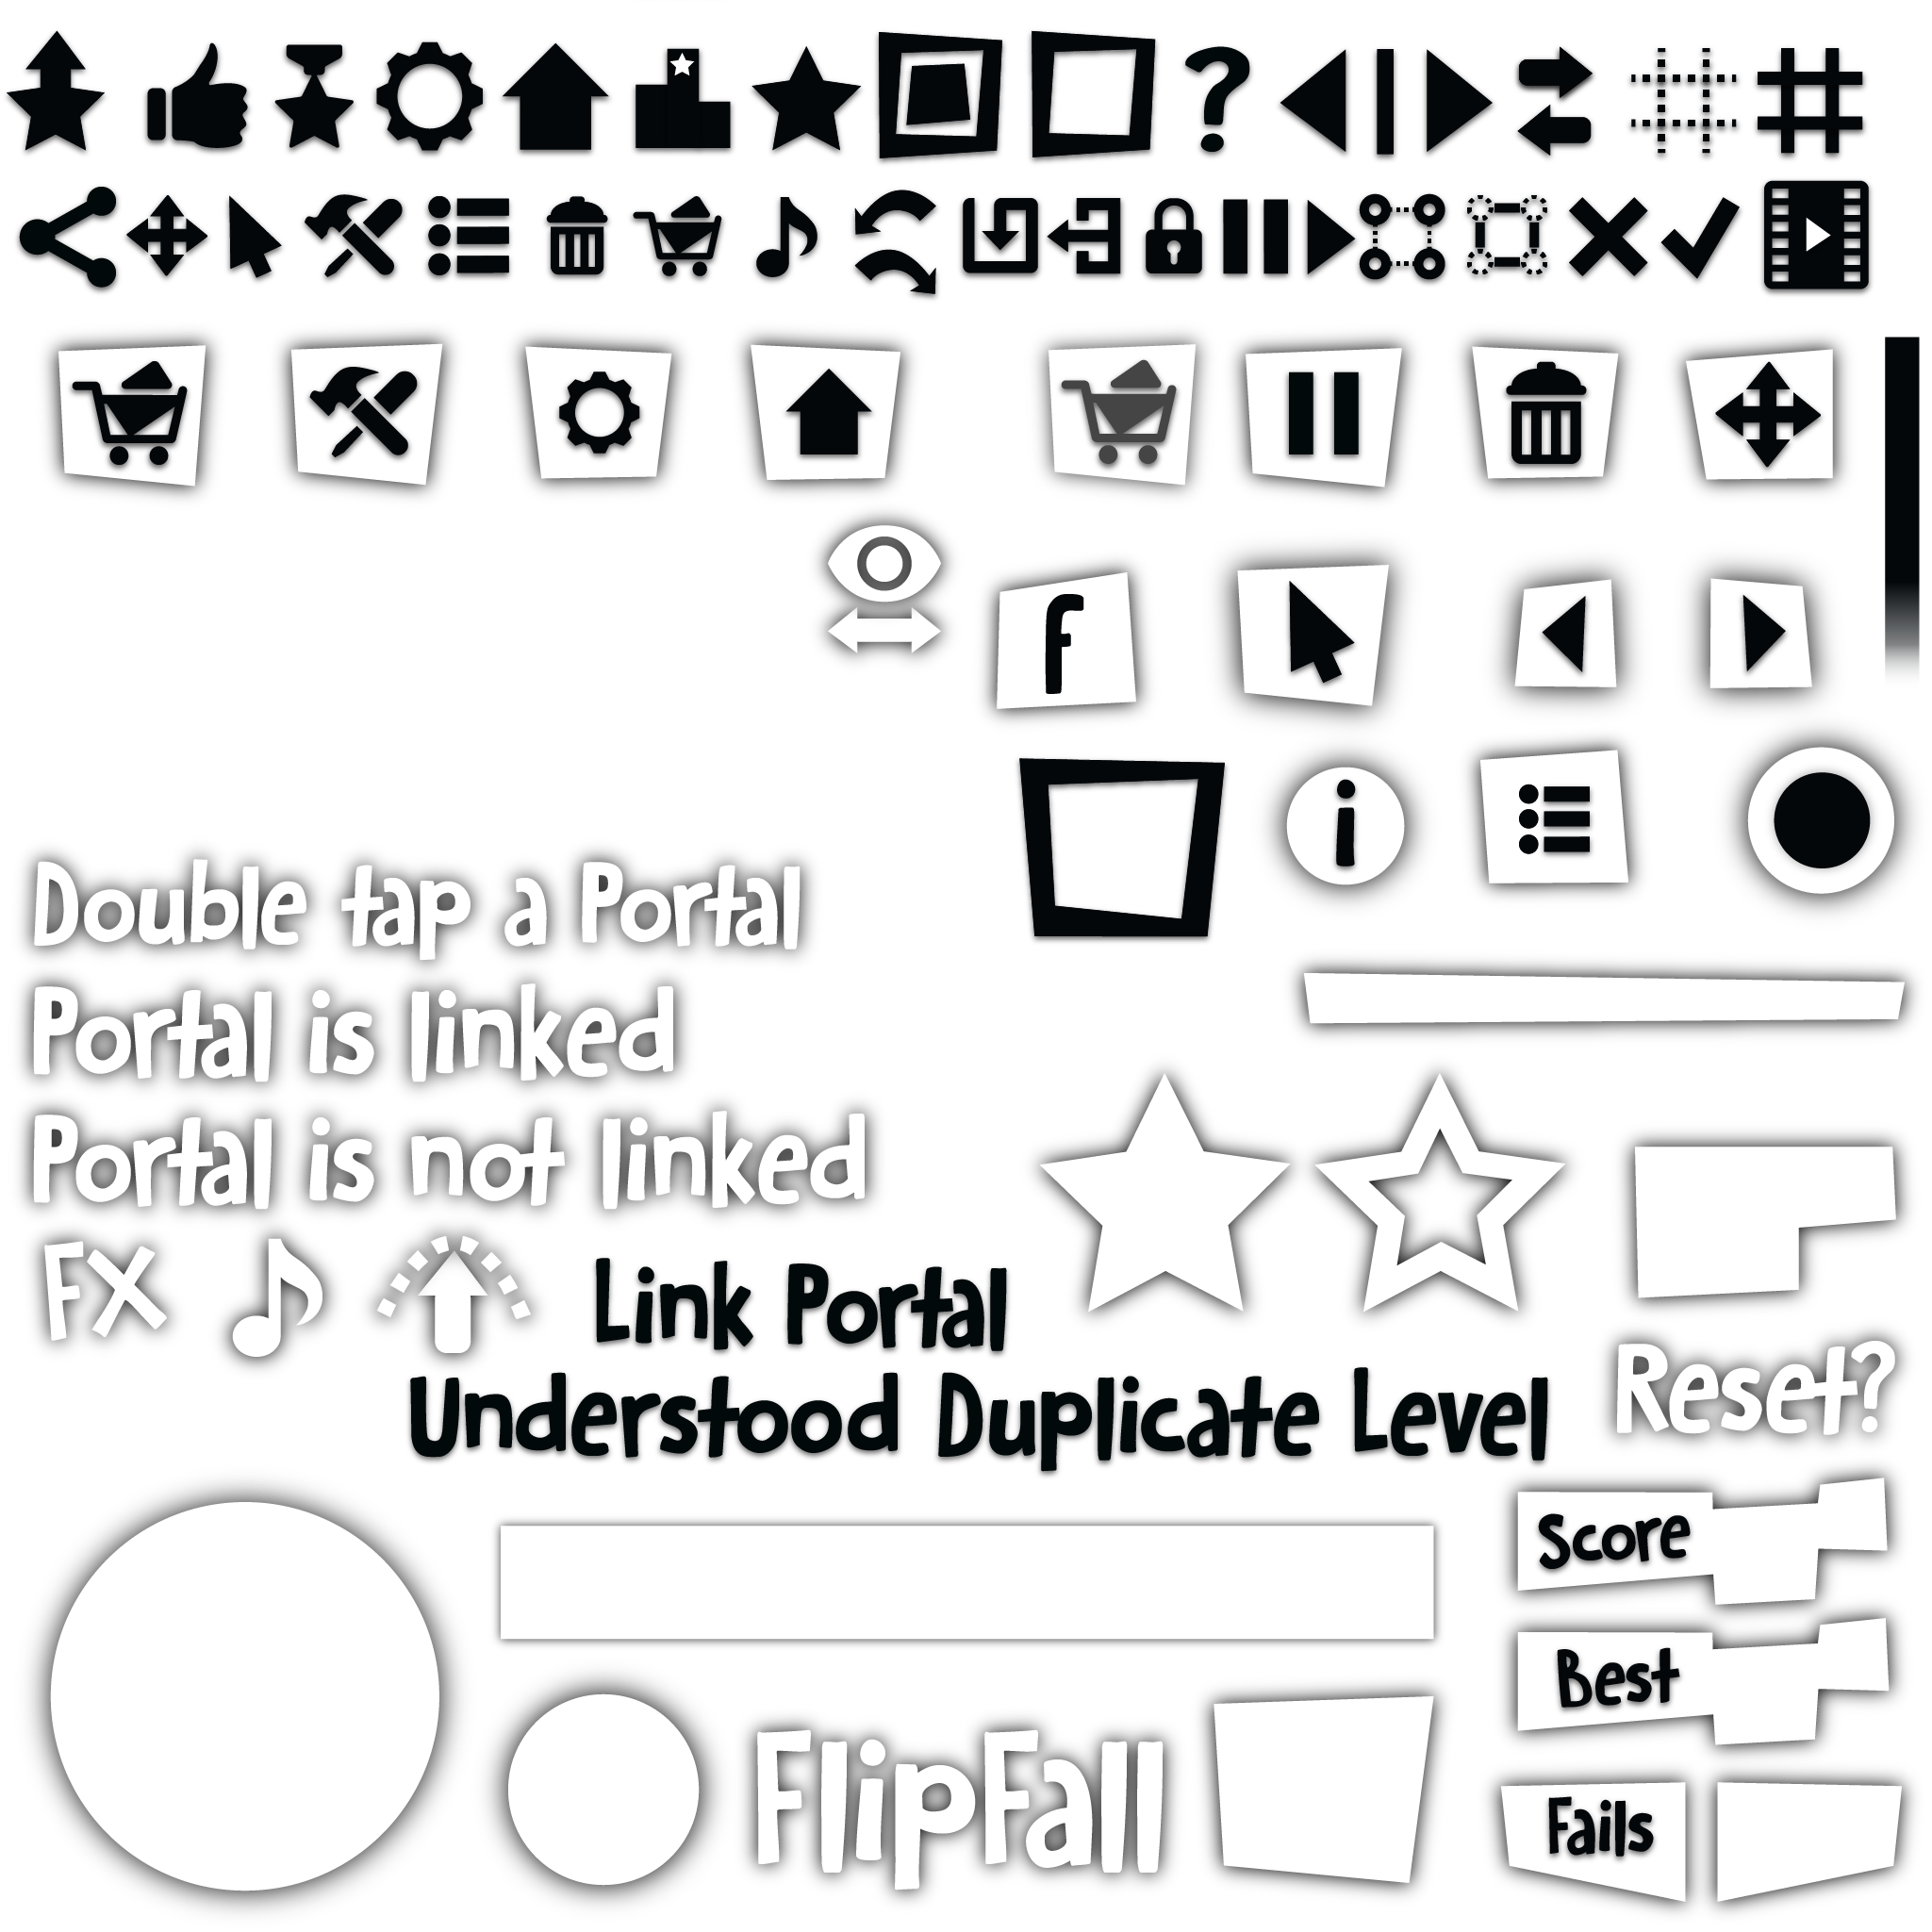 ?
f
i
Double tap a Portal
Portal is linked
Portal is not linked
FX
Link Portal
Understood Duplicate Level
Reset?
Score
Best
FlipFall
Fails